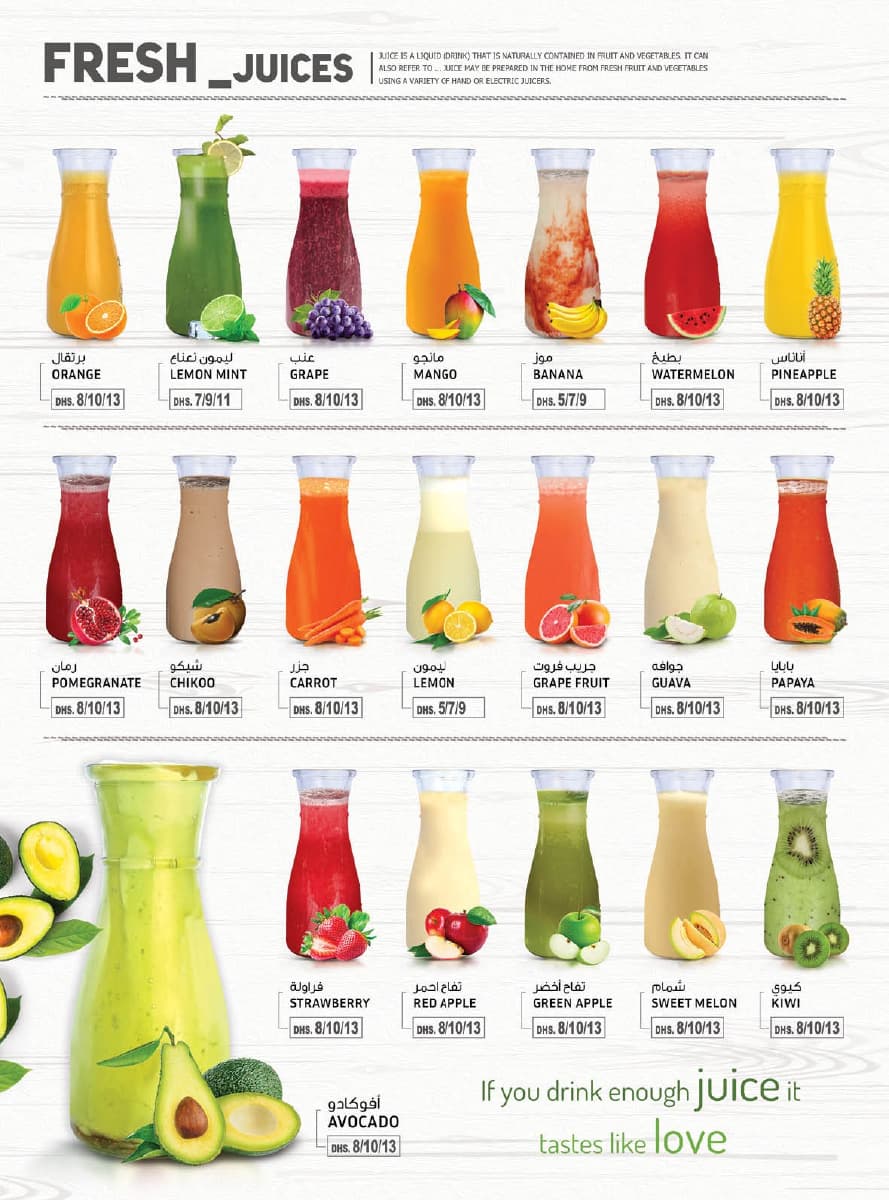 FRESH _JUICES
JUICE IS A LIQUID (DRINK) THAT IS NATURALLY CONTAINED IN FRUIT AND VEGETABLES. IT CAN
ALSO REFER TO ... JUICE MAY BE PREPARED IN THE HOME FROM FRESH FRUIT AND VEGETABLES
USING A VARIETY OF HAND OR ELECTRIC JUICERS.
برتقال
ORANGE
DHS. 8/10/13
ليمون نعناع
LEMON MINT
DHS. 7/9/11
عنب
GRAPE
DHS. 8/10/13
مانجو
MANGO
DHS. 8/10/13
موز
BANANA
DHS. 5/7/9
بطيخ
WATERMELON
DHS. 8/10/13
أناناس
PINEAPPLE
DHS. 8/10/13
رمان
POMEGRANATE
DHS. 8/10/13
شيكو
CHIKOO
DHS. 8/10/13
جزر
CARROT
DHS. 8/10/13
ليمون
LEMON
DHS. 5/7/9
جريب فروت
GRAPE FRUIT
DHS. 8/10/13
جوافه
GUAVA
DHS. 8/10/13
بابايا
PAPAYA
DHS. 8/10/13
فراولة
STRAWBERRY
DHS. 8/10/13
تفاح احمر
RED APPLE
DHS. 8/10/13
تفاح أخضر
GREEN APPLE
DHS. 8/10/13
شمام
SWEET MELON
DHS. 8/10/13
كيوي
KIWI
DHS. 8/10/13
أفوكادو
AVOCADO
DHS. 8/10/13
If you drink enough juice it
tastes like love